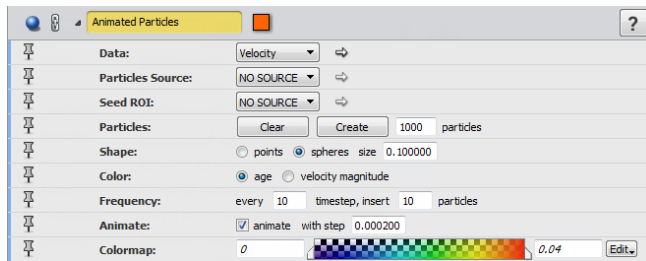 Animated Particles ?
Data: Velocity
Particles Source: NO SOURCE
Seed ROI: NO SOURCE
Particles: Clear Create 1000 particles
Shape: points spheres size 0.100000
Color: age velocity magnitude
Frequency: every 10 timestep, insert 10 particles
Animate: animate with step 0.000200
Colormap: 0 0.04 Edit